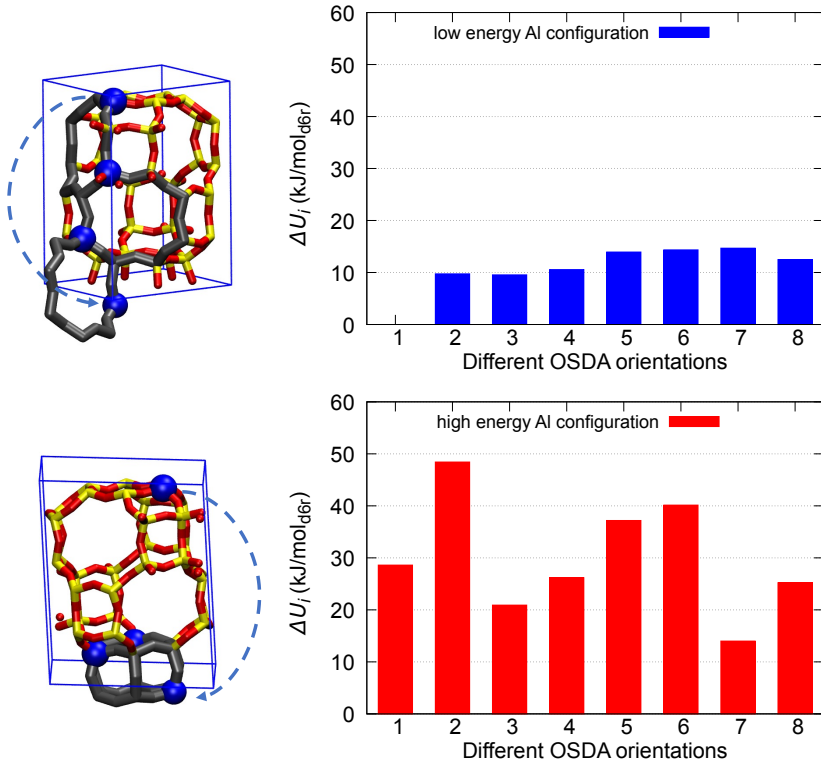 60
50
40
30
20
10
0
ΔUᵢ (kJ/mol_d6r)
low energy Al configuration
1 2 3 4 5 6 7 8
Different OSDA orientations
60
50
40
30
20
10
0
ΔUᵢ (kJ/mol_d6r)
high energy Al configuration
1 2 3 4 5 6 7 8
Different OSDA orientations